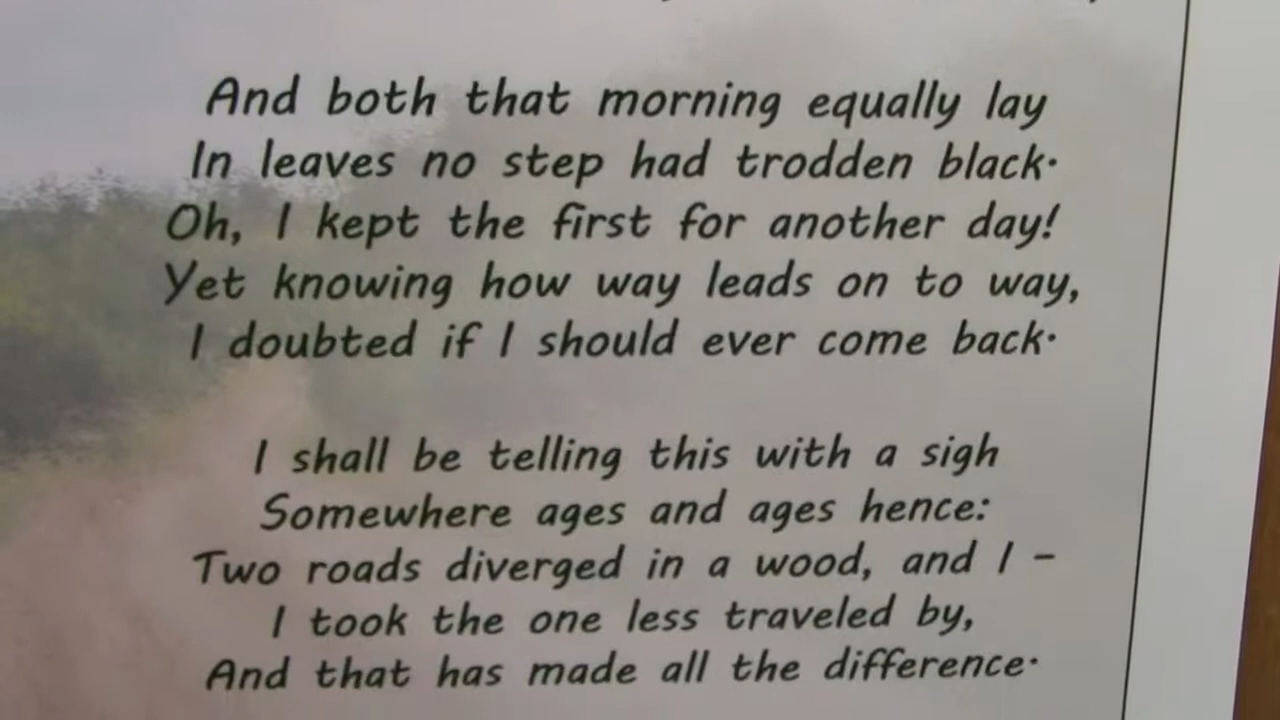 And both that morning equally lay
In leaves no step had trodden black.
Oh, I kept the first for another day!
Yet knowing how way leads on to way,
I doubted if I should ever come back.
I shall be telling this with a sigh
Somewhere ages and ages hence:
Two roads diverged in a wood, and I -
I took the one less traveled by,
And that has made all the difference.